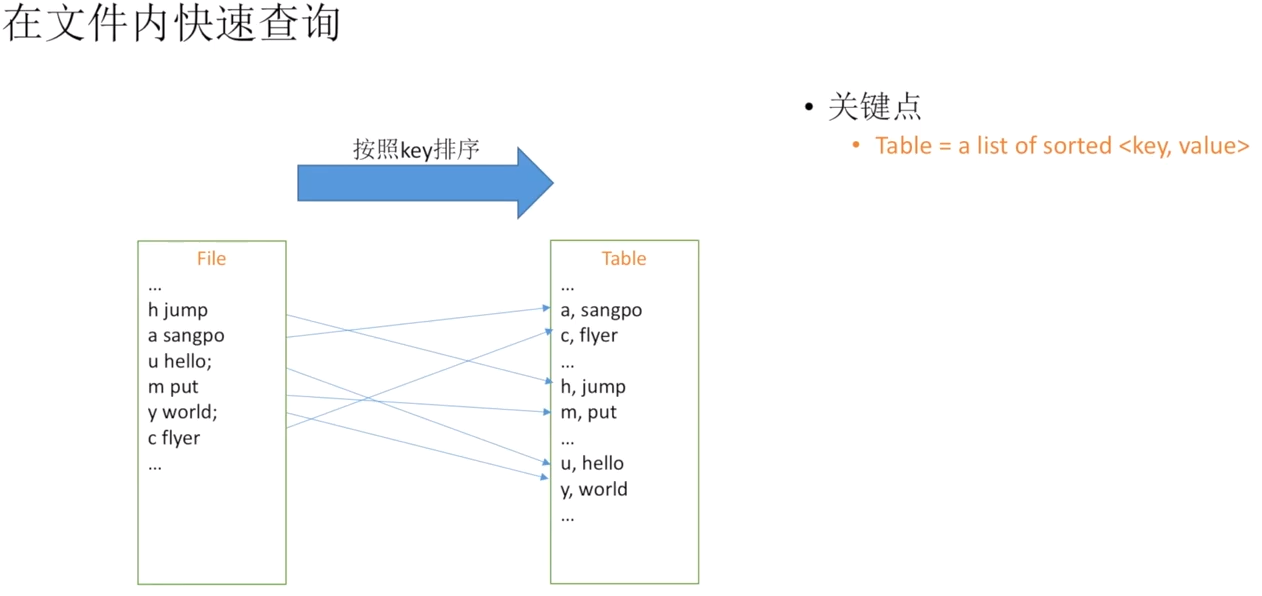 在文件内快速查询
• 关键点
• Table = a list of sorted <key, value>
按照key排序
File
...
h jump
a sangpo
u hello;
m put
y world;
c flyer
...
Table
...
a, sangpo
c, flyer
...
h, jump
m, put
...
u, hello
y, world
...